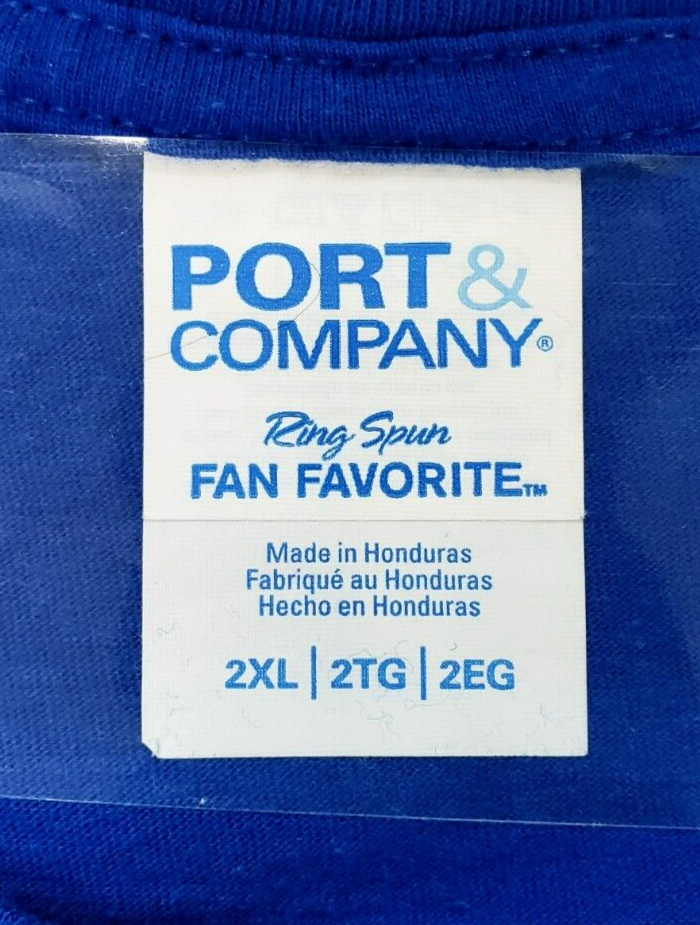 PORT &
COMPANY®
Ring Spun
FAN FAVORITE™
Made in Honduras
Fabriqué au Honduras
Hecho en Honduras
2XL | 2TG | 2EG